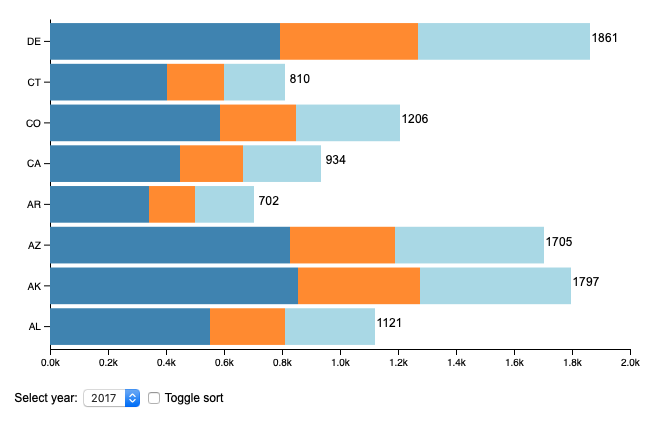 DE 1861
CT 810
CO 1206
CA 934
AR 702
AZ 1705
AK 1797
AL 1121
0.0k 0.2k 0.4k 0.6k 0.8k 1.0k 1.2k 1.4k 1.6k 1.8k 2.0k
Select year: 2017 Toggle sort